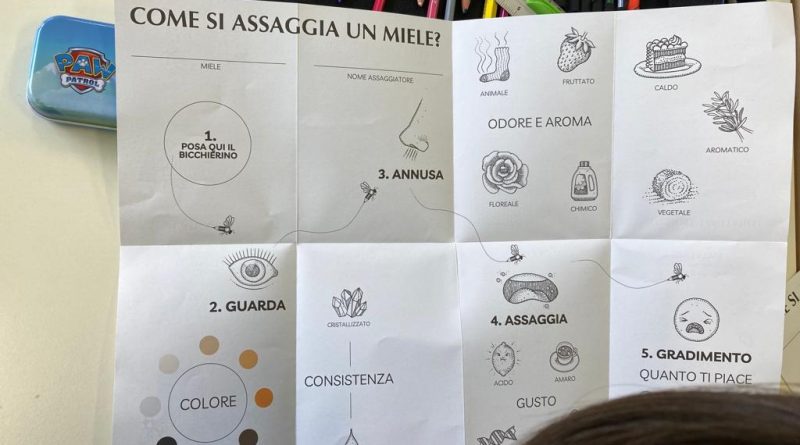 COME SI ASSAGGIA UN MIELE?
MIELE
NOME ASSAGGIATORE
1.
POSA QUI IL
BICCHIERINO
3. ANNUSA
ANIMALE
FRUTTATO
ODORE E AROMA
FLOREALE
CHIMICO
CALDO
AROMATICO
VEGETALE
2. GUARDA
COLORE
CRISTALLIZZATO
CONSISTENZA
4. ASSAGGIA
ACIDO
AMARO
GUSTO
5. GRADIMENTO
QUANTO TI PIACE
PAW
PATROL